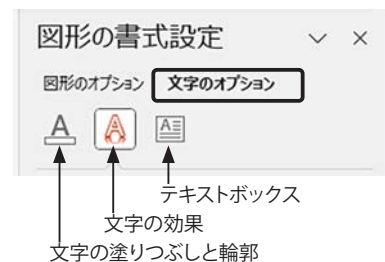 図形の書式設定
図形のオプション 文字のオプション
テキストボックス
文字の効果
文字の塗りつぶしと輪郭